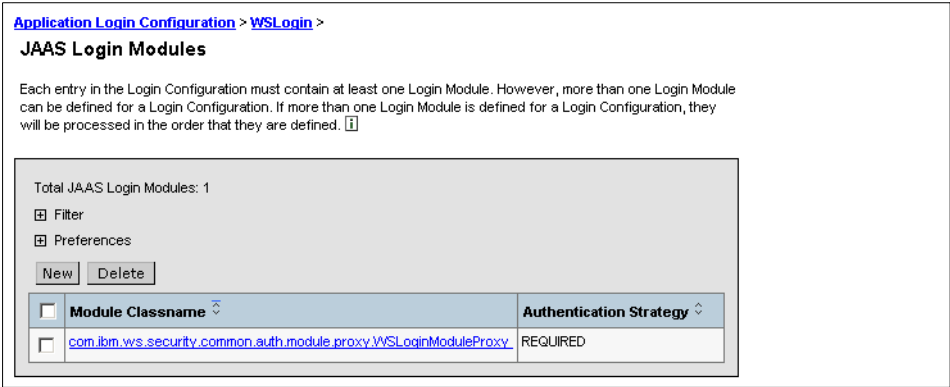 Application Login Configuration > WSLogin >
JAAS Login Modules
Each entry in the Login Configuration must contain at least one Login Module. However, more than one Login Module
can be defined for a Login Configuration. If more than one Login Module is defined for a Login Configuration, they
will be processed in the order that they are defined. i
Total JAAS Login Modules: 1
Filter
Preferences
New Delete
Module Classname Authentication Strategy
com.ibm.ws.security.common.auth.module.proxy.WSLoginModuleProxy REQUIRED